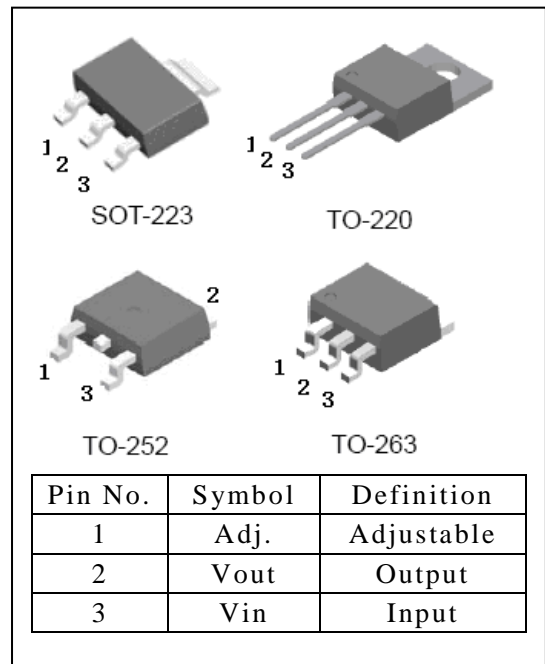 1
2
3
SOT-223
1
2
3
TO-220
2
1
3
TO-252
1
2
3
TO-263
Pin No. Symbol Definition
1 Adj. Adjustable
2 Vout Output
3 Vin Input